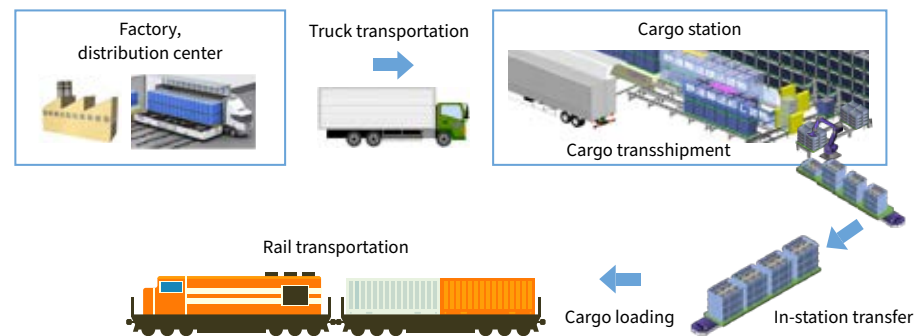 Factory,
distribution center
Truck transportation
Cargo station
Cargo transshipment
Rail transportation
Cargo loading
In-station transfer